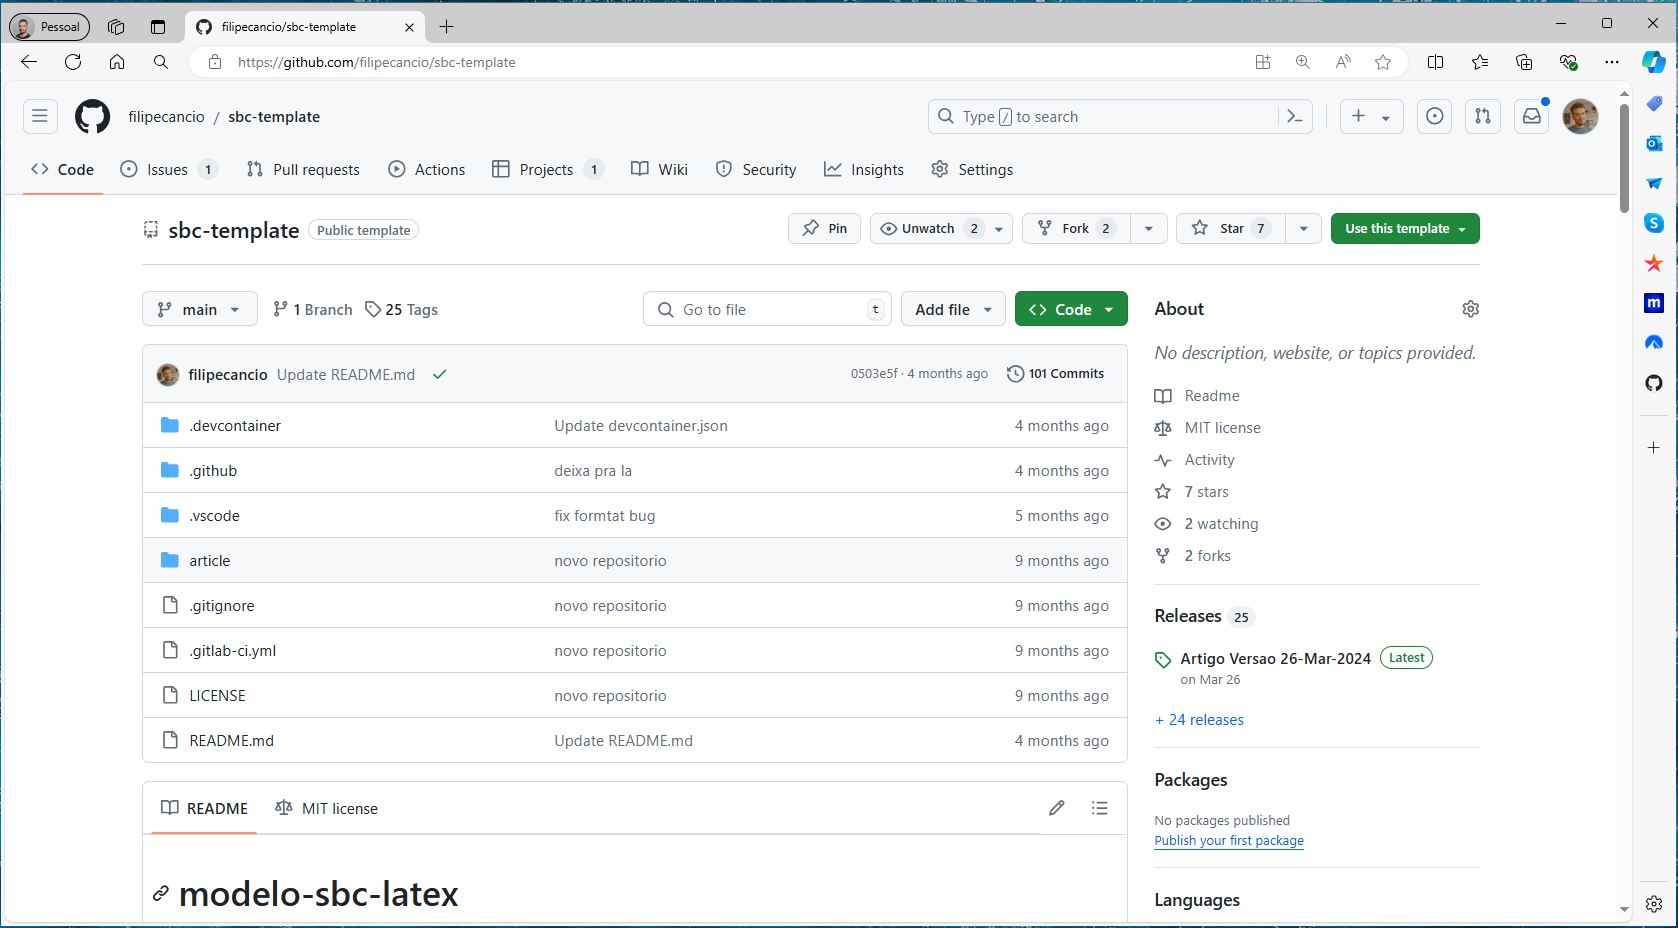 Pessoal
filipecancio/sbc-template
https://github.com/filipecancio/sbc-template
filipecancio / sbc-template
Type / to search
Code
Issues 1
Pull requests
Actions
Projects 1
Wiki
Security
Insights
Settings
sbc-template Public template
Pin
Unwatch 2
Fork 2
Star 7
Use this template
main
1 Branch
25 Tags
Go to file t
Add file
Code
filipecancio Update README.md 0503e5f · 4 months ago 101 Commits
.devcontainer Update devcontainer.json 4 months ago
.github deixa pra la 4 months ago
.vscode fix formtat bug 5 months ago
article novo repositorio 9 months ago
.gitignore novo repositorio 9 months ago
.gitlab-ci.yml novo repositorio 9 months ago
LICENSE novo repositorio 9 months ago
README.md Update README.md 4 months ago
README MIT license
modelo-sbc-latex
About
No description, website, or topics provided.
Readme
MIT license
Activity
7 stars
2 watching
2 forks
Releases 25
Artigo Versao 26-Mar-2024 Latest
on Mar 26
+ 24 releases
Packages
No packages published
Publish your first package
Languages